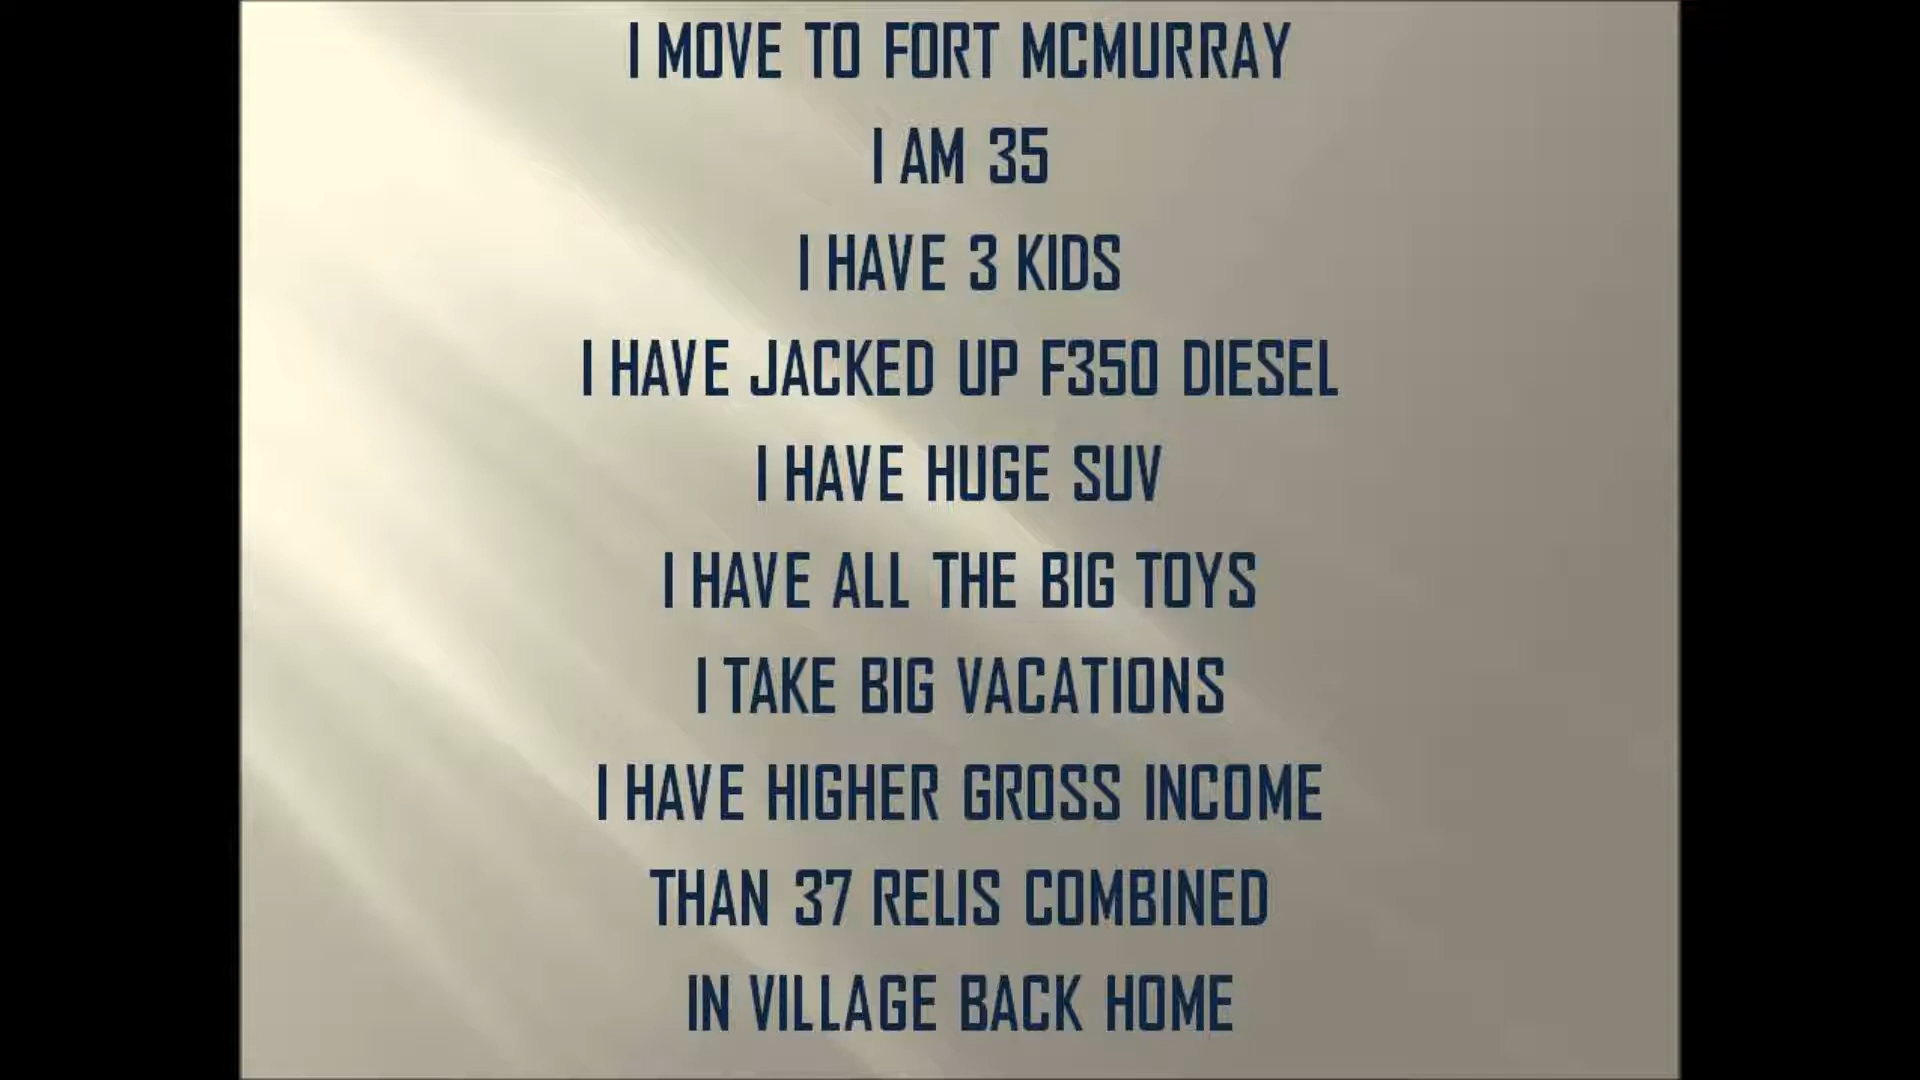 I MOVE TO FORT MCMURRAY
I AM 35
I HAVE 3 KIDS
I HAVE JACKED UP F350 DIESEL
I HAVE HUGE SUV
I HAVE ALL THE BIG TOYS
I TAKE BIG VACATIONS
I HAVE HIGHER GROSS INCOME
THAN 37 RELIS COMBINED
IN VILLAGE BACK HOME